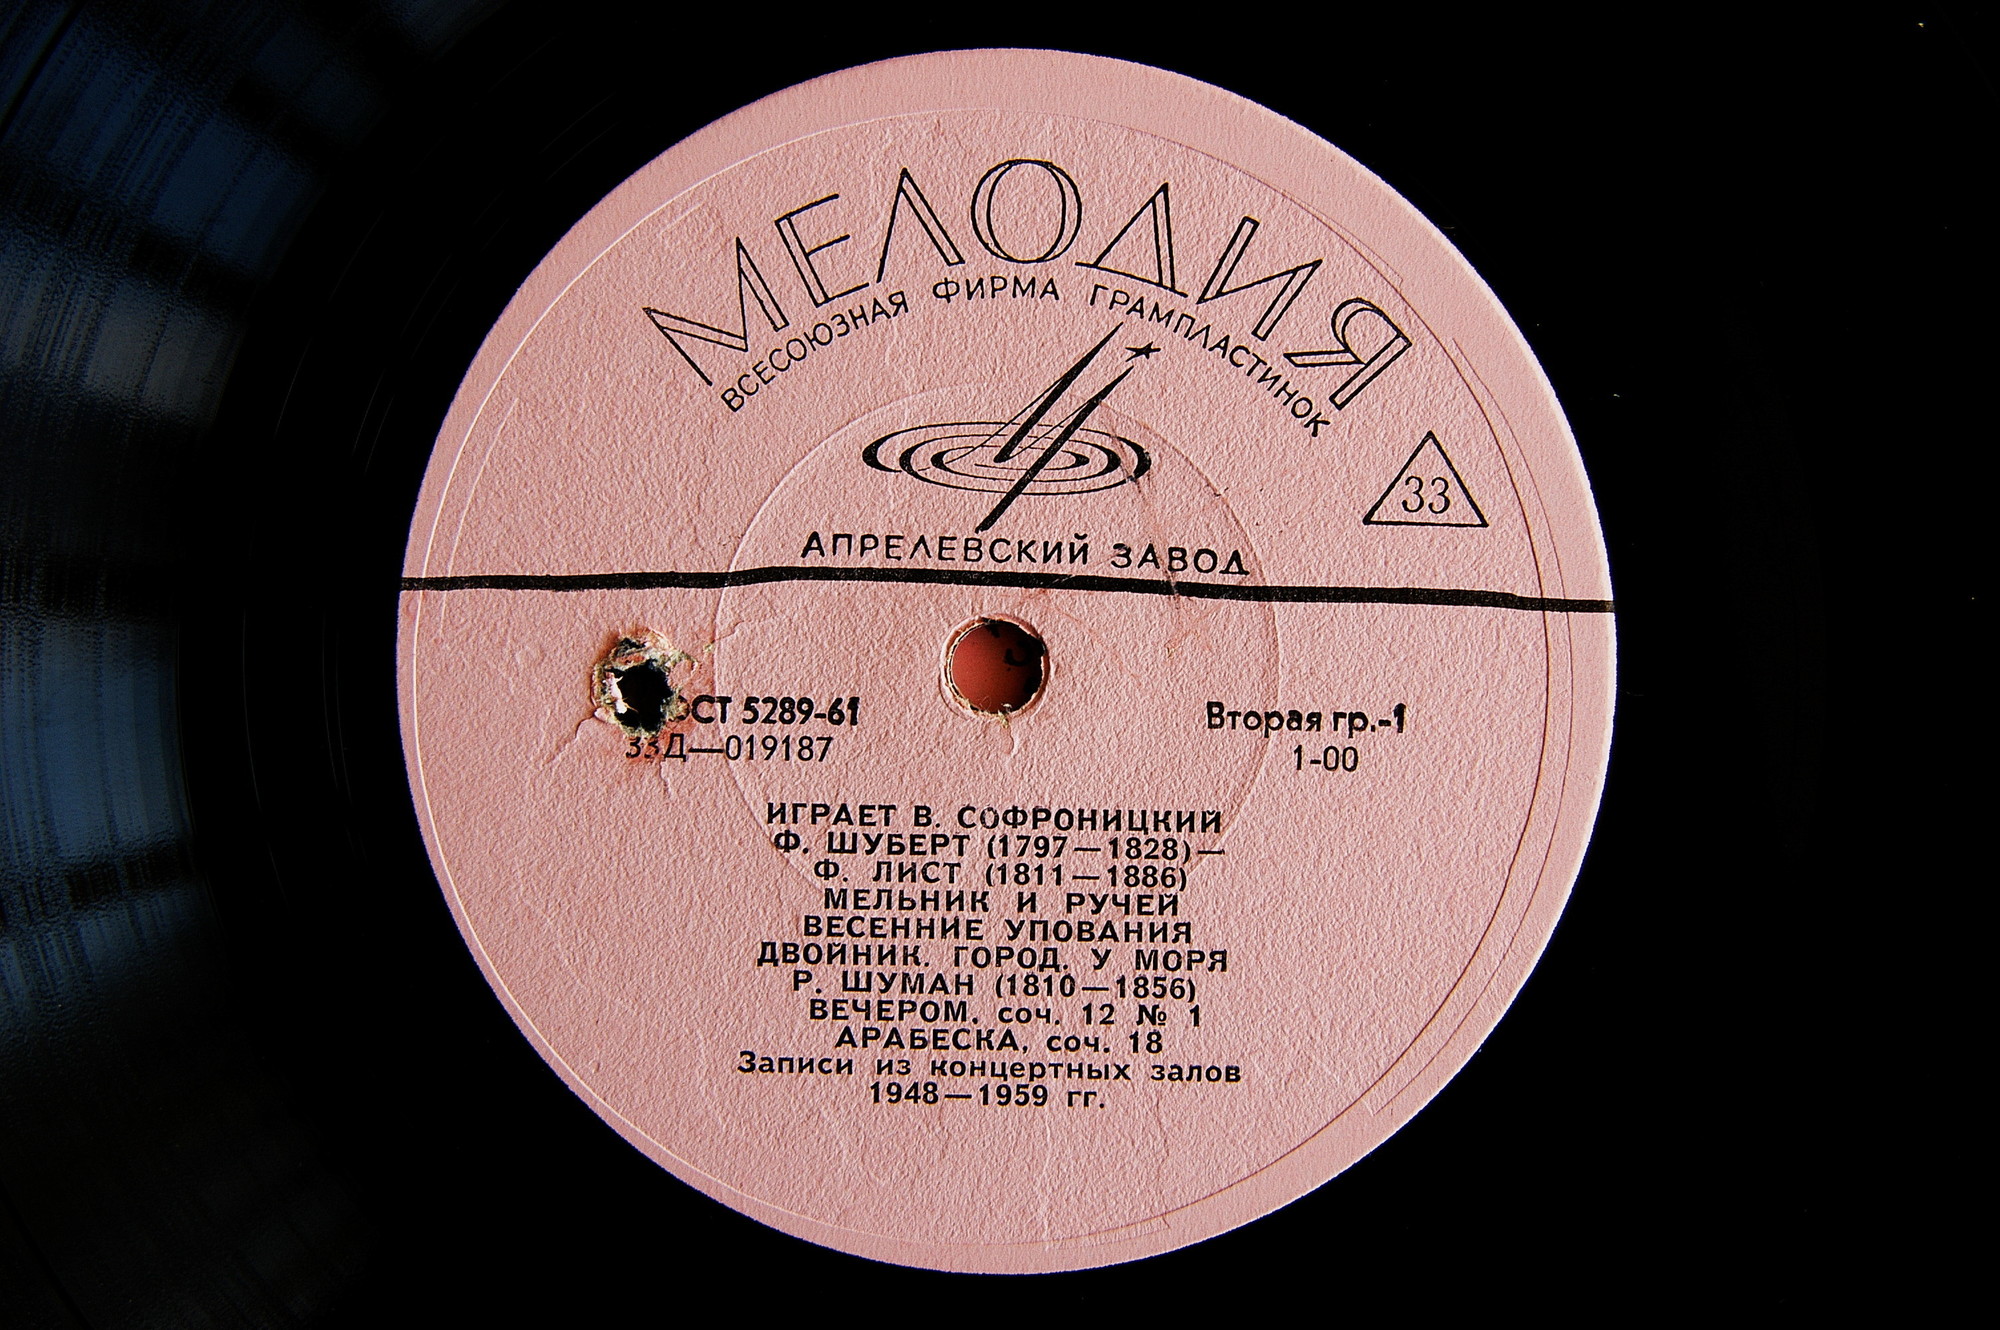 МЕЛОДИЯ
ВСЕСОЮЗНАЯ ФИРМА ГРАМПЛАСТИНОК
33
АПРЕЛЕВСКИЙ ЗАВОД
5289-61
33Д—019187
Вторая гр.-1
1-00
ИГРАЕТ В. СОФРОНИЦКИЙ
Ф. ШУБЕРТ (1797—1828)—
Ф. ЛИСТ (1811—1886)
МЕЛЬНИК И РУЧЕЙ
ВЕСЕННИЕ УПОВАНИЯ
ДВОЙНИК. ГОРОД. У МОРЯ
Р. ШУМАН (1810—1856)
ВЕЧЕРОМ, соч. 12 № 1
АРАБЕСКА, соч. 18
Записи из концертных залов
1948—1959 гг.